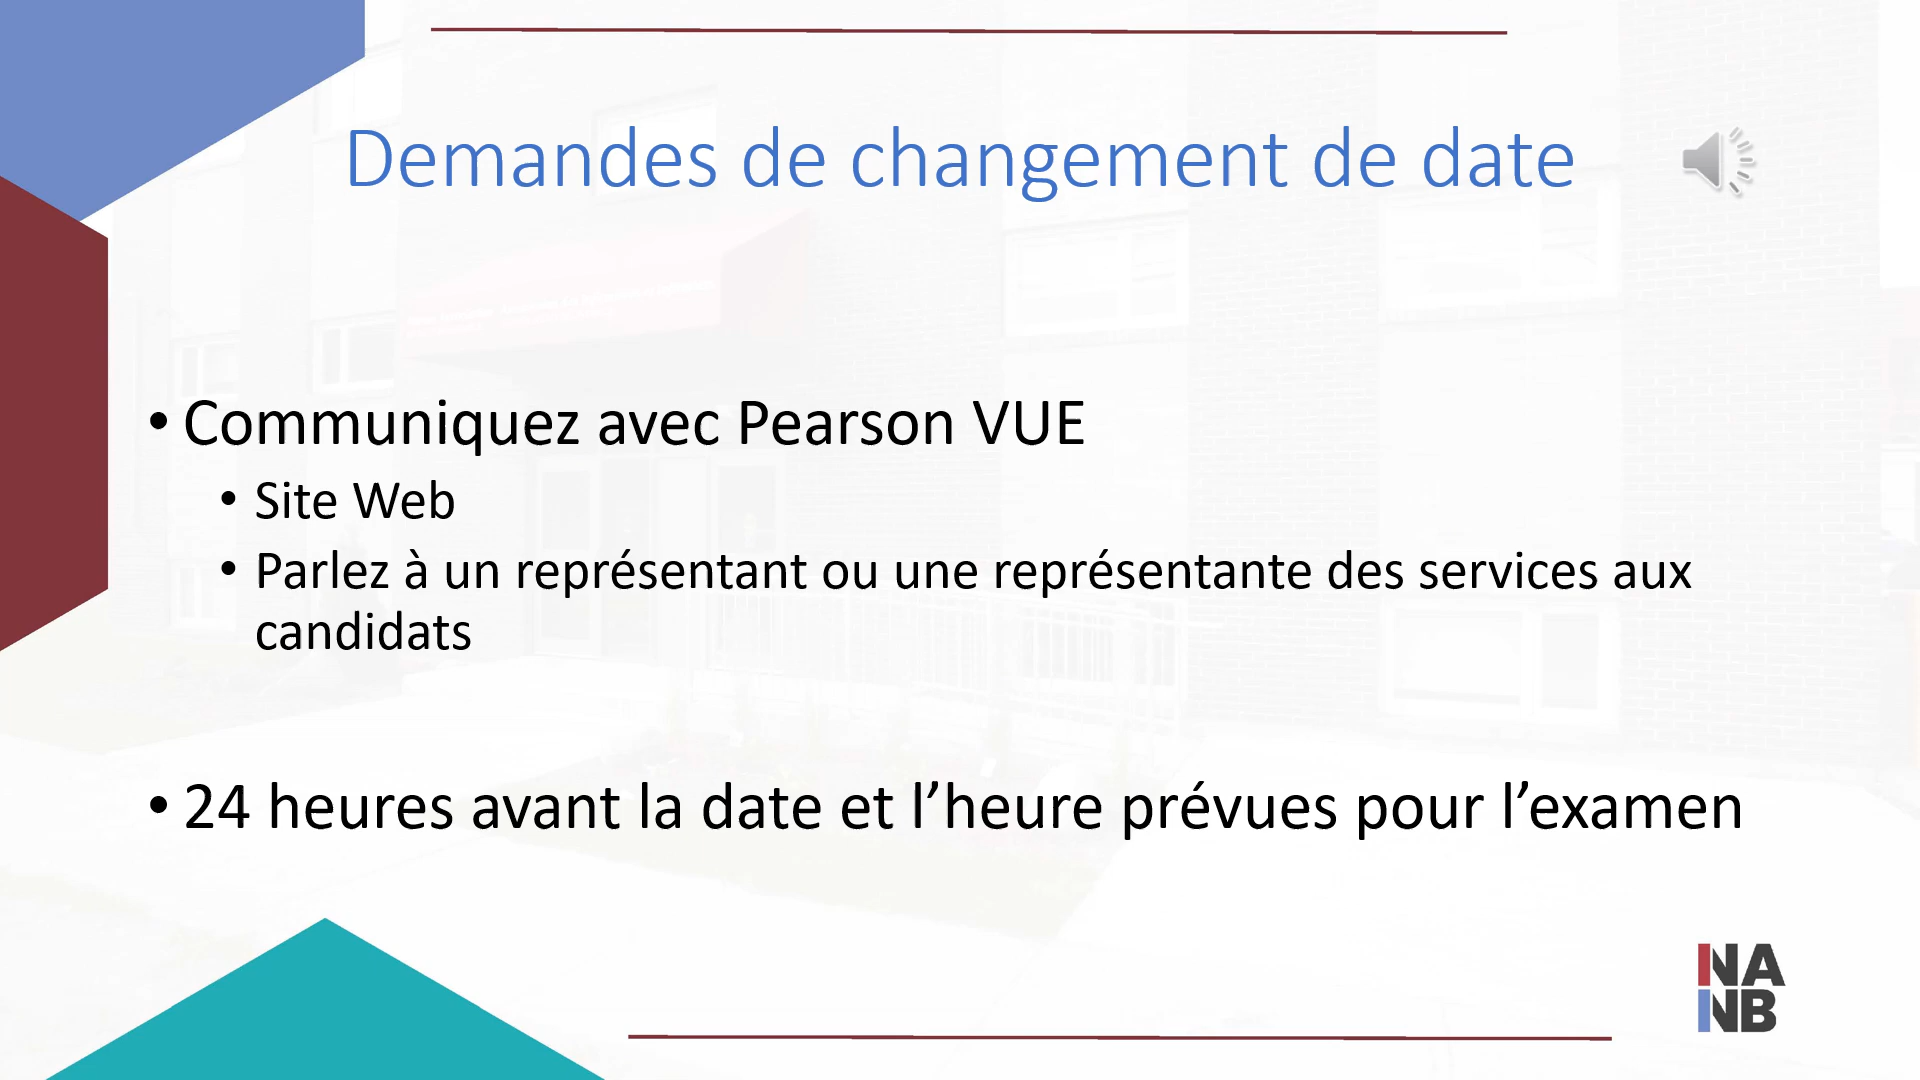 Demandes de changement de date
• Communiquez avec Pearson VUE
• Site Web
• Parlez à un représentant ou une représentante des services aux
candidats
• 24 heures avant la date et l’heure prévues pour l’examen
NA
NB